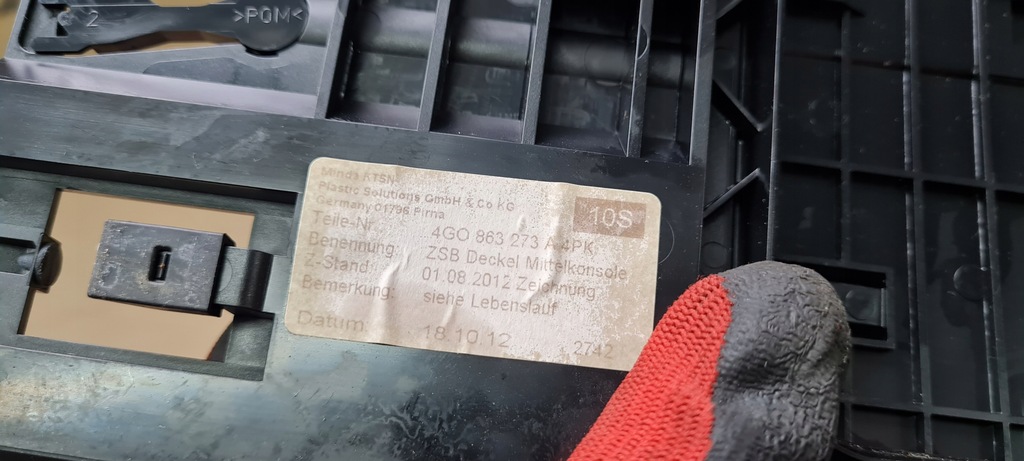 C 2
>POM<
Minda KTSN
Plastic Solutions GmbH & Co KG
Germany 01796 Pirna
10S
Teile-Nr. 4GO 863 273 A 4PK
Benennung: ZSB Deckel Mittelkonsole
Z-Stand: 01.08.2012 Zeichnung
Bemerkung: siehe Lebenslauf
Datum: 18.10.12 2742